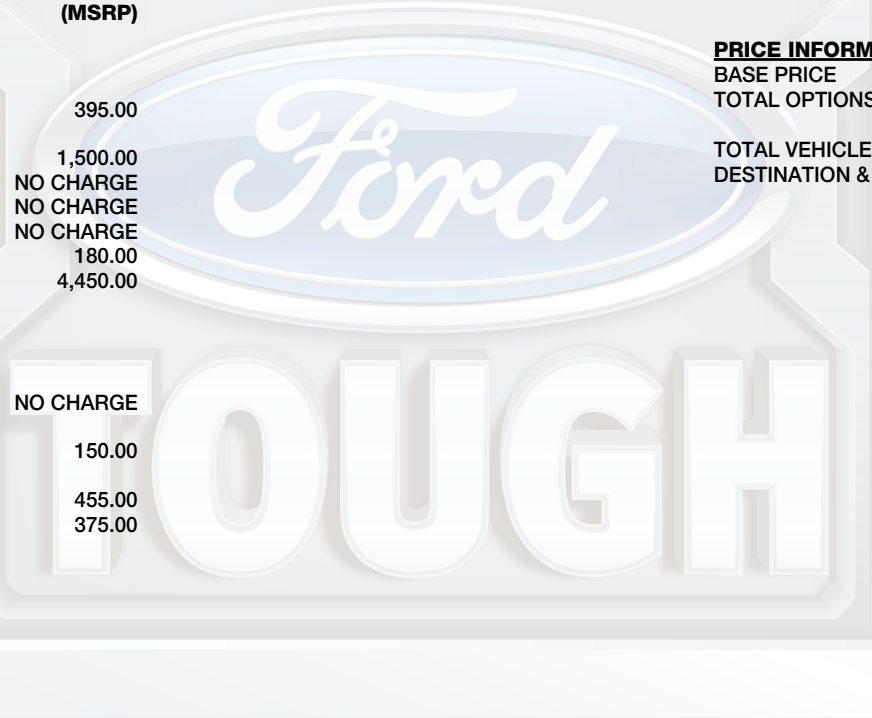 (MSRP)
395.00
1,500.00
NO CHARGE
NO CHARGE
NO CHARGE
180.00
4,450.00
NO CHARGE
150.00
455.00
375.00
PRICE INFORM
BASE PRICE
TOTAL OPTIONS
TOTAL VEHICLE
DESTINATION &
Ford
TOUGH